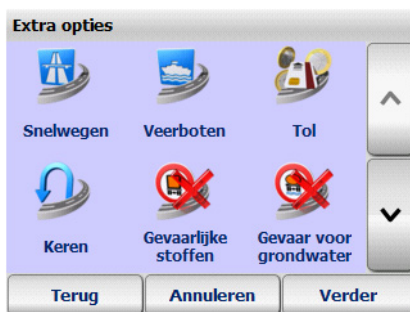 Extra opties
Snelwegen
Veerboten
Tol
Keren
Gevaarlijke
stoffen
Gevaar voor
grondwater
Terug
Annuleren
Verder